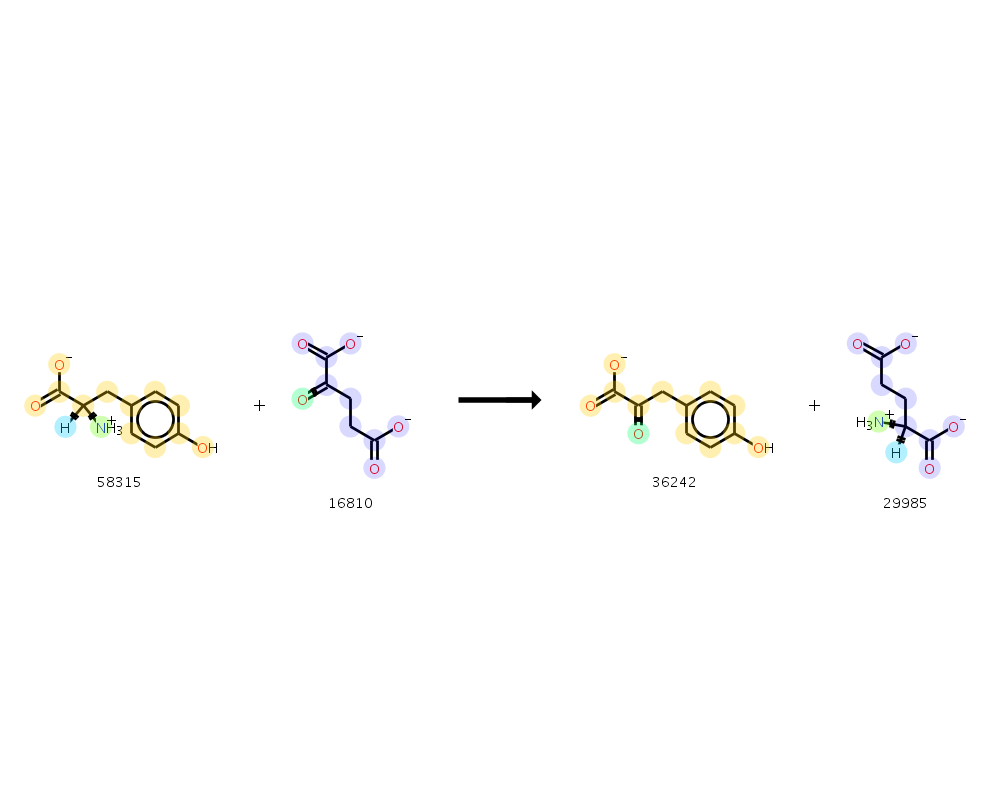 O − O H NH3 + OH
58315
+
O O − O O − O
16810
O − O O OH
36242
+
O O − H3N + H O − O
29985